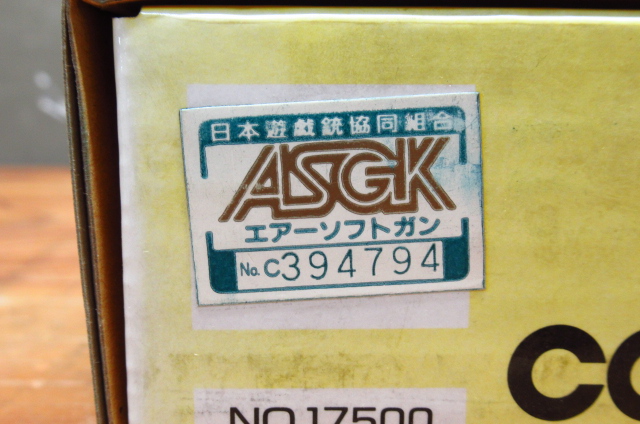 日本遊戯銃協同組合
ASGK
エアーソフトガン
No. C394794
CO
NO.17500